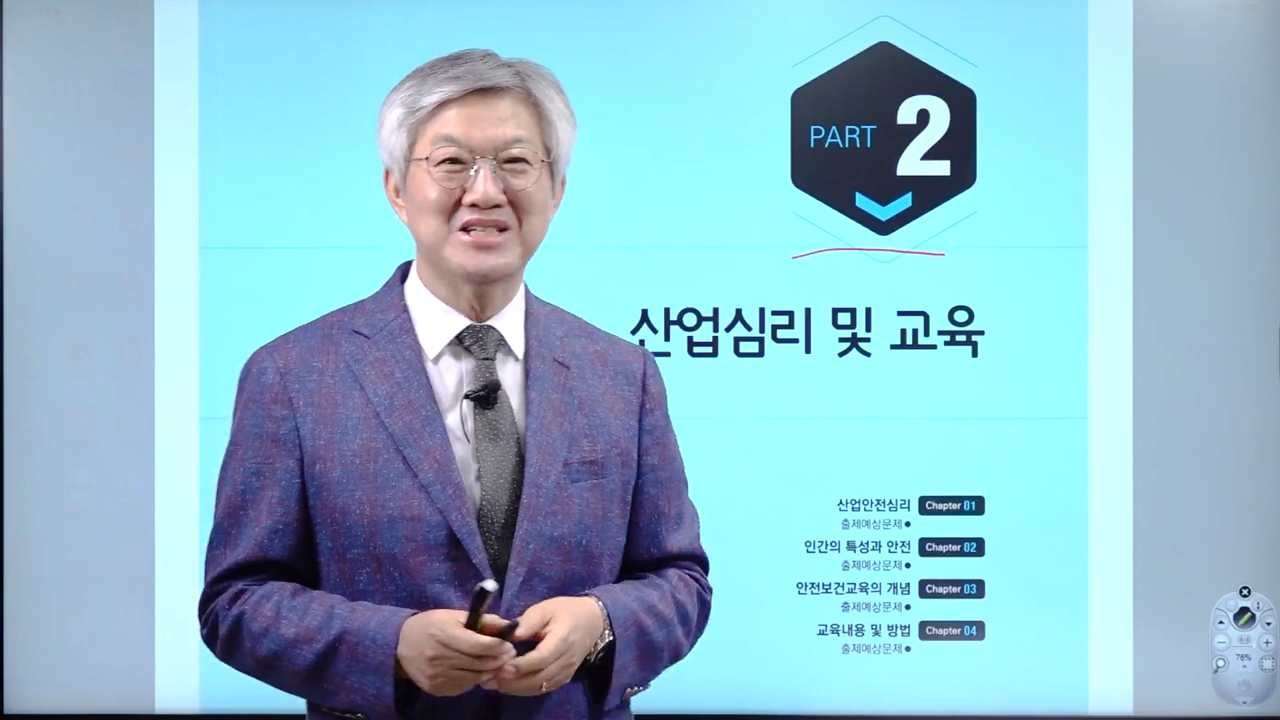 PART 2
산업심리 및 교육
산업안전심리 Chapter 01
출제예상문제
인간의 특성과 안전 Chapter 02
출제예상문제
안전보건교육의 개념 Chapter 03
출제예상문제
교육내용 및 방법 Chapter 04
출제예상문제
76%